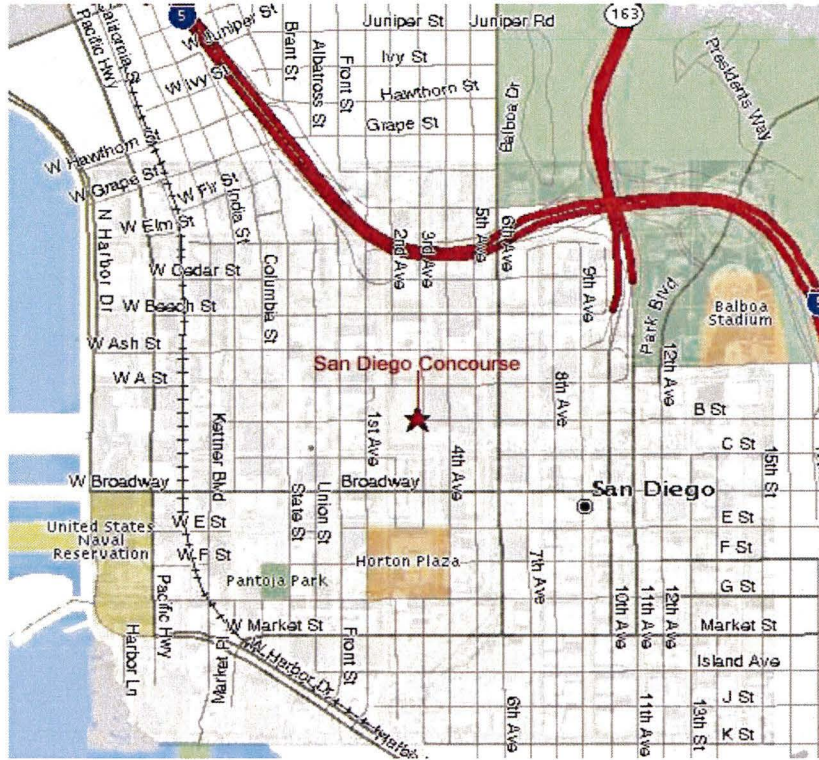 5
163
Juniper St
Juniper Rd
W Juniper St
California St
Pacific Hwy
Brant St
Albatross St
Front St
Ivy St
W Ivy St
Hawthorn St
Grape St
Balboa Dr
Presidents Way
W Hawthorn St
W Grape St
W Fir St
India St
W Elm St
N Harbor Dr
W Cedar St
Columbia St
2nd Ave
3rd Ave
5th Ave
6th Ave
9th Ave
Park Blvd
Balboa
Stadium
5
W Beech St
W Ash St
W A St
12th Ave
San Diego Concourse
Kettner Blvd
1st Ave
4th Ave
8th Ave
B St
C St
15th St
W Broadway
Broadway
State St
Union St
San Diego
United States
Naval
Reservation
W E St
W F St
E St
F St
Pantoja Park
Horton Plaza
7th Ave
10th Ave
11th Ave
12th Ave
G St
Pacific Hwy
Harbor Ln
W Market St
Market St
Market Pl
W Harbor Dr
Front St
Island Ave
6th Ave
11th Ave
13th St
J St
K St